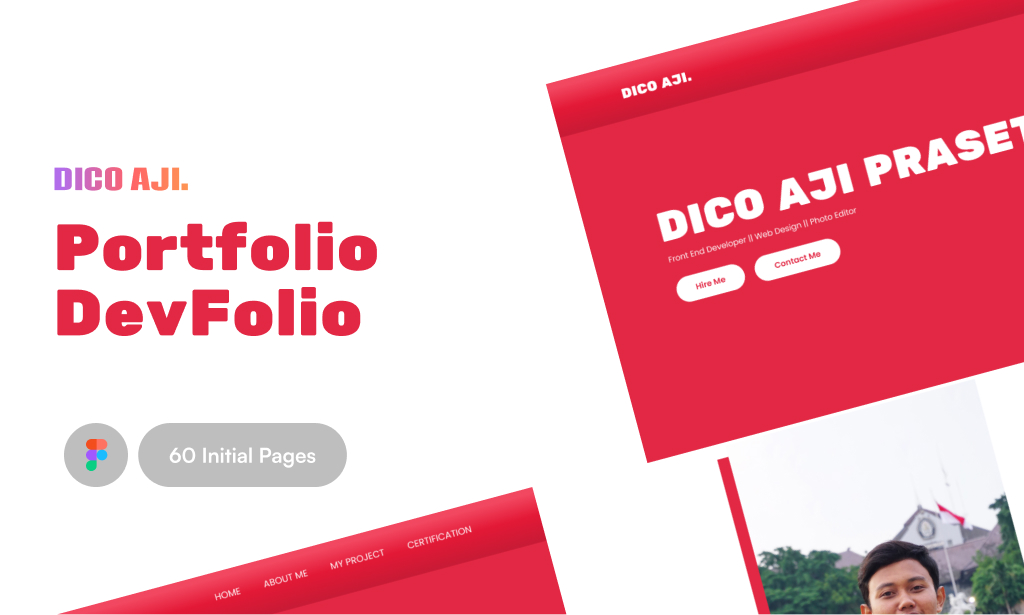 DICO AJI.
Portfolio
DevFolio
60 Initial Pages
DICO AJI.
DICO AJI PRASET
Front End Developer || Web Design || Photo Editor
Hire Me
Contact Me
HOME
ABOUT ME
MY PROJECT
CERTIFICATION